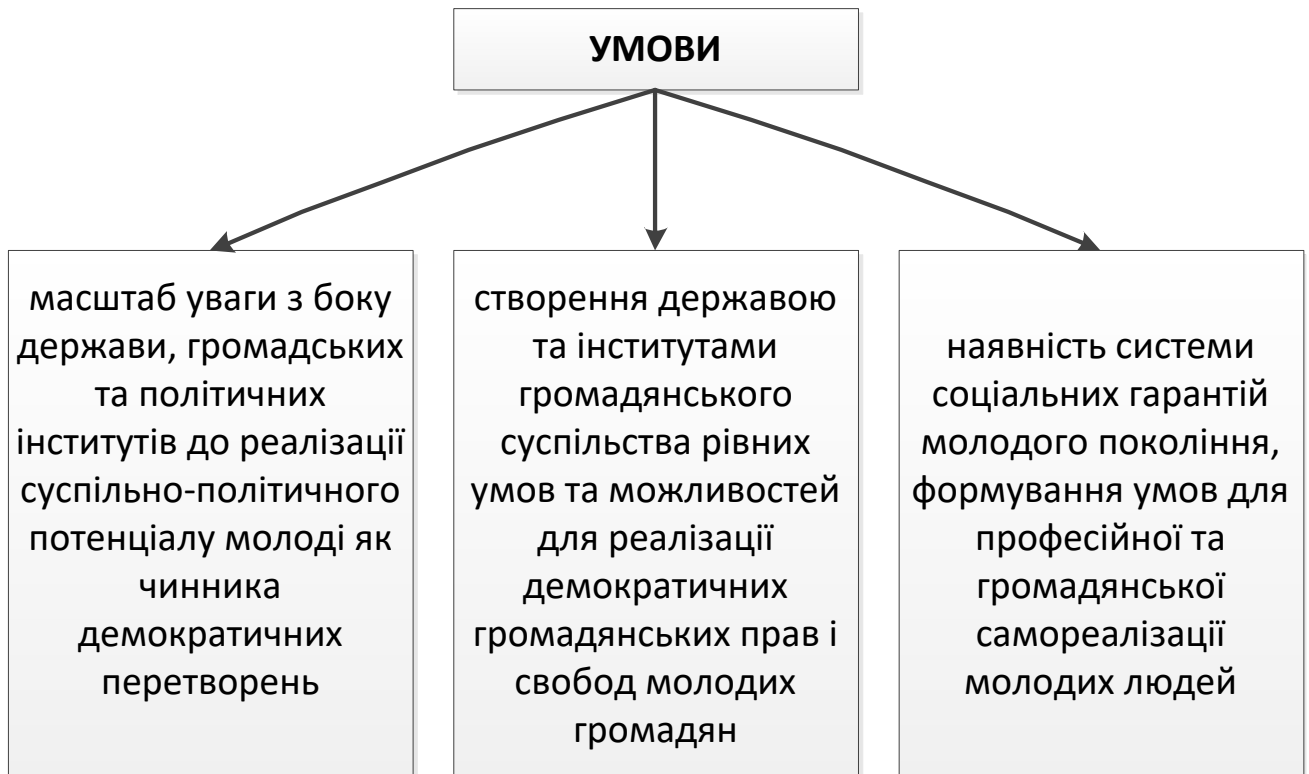 УМОВИ
масштаб уваги з боку
держави, громадських
та політичних
інститутів до реалізації
суспільно-політичного
потенціалу молоді як
чинника
демократичних
перетворень
створення державою
та інститутами
громадянського
суспільства рівних
умов та можливостей
для реалізації
демократичних
громадянських прав і
свобод молодих
громадян
наявність системи
соціальних гарантій
молодого покоління,
формування умов для
професійної та
громадянської
самореалізації
молодих людей